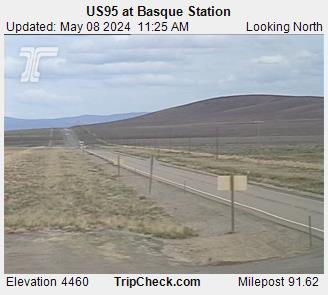 US95 at Basque Station
Updated: May 08 2024 11:25 AM Looking North
Elevation 4460 TripCheck.com Milepost 91.62